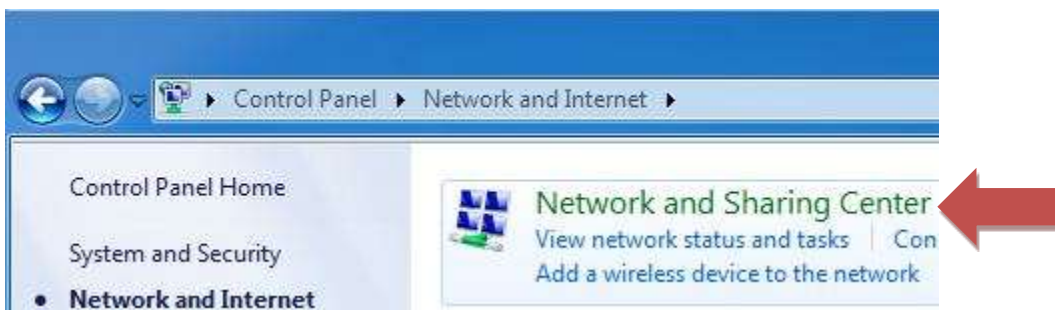 Control Panel Network and Internet
Control Panel Home
System and Security
Network and Internet
Network and Sharing Center
View network status and tasks Con
Add a wireless device to the network